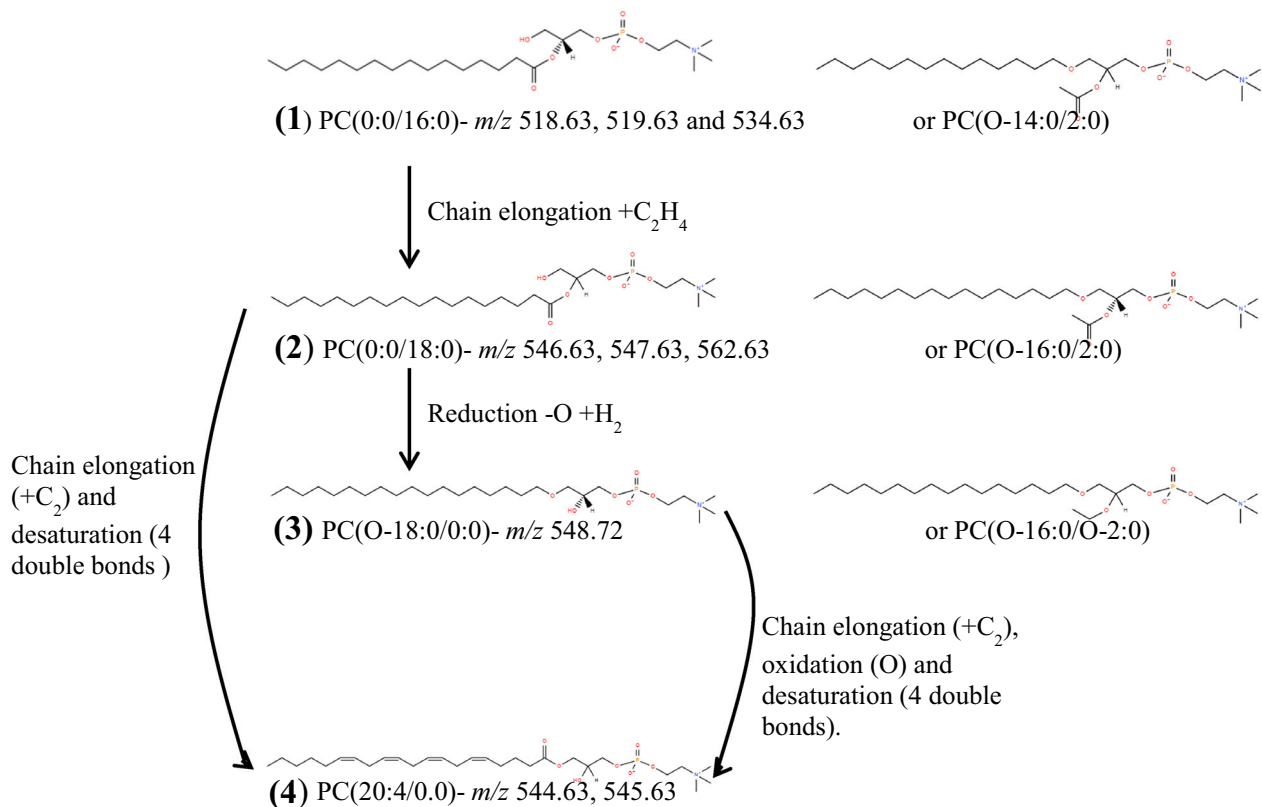 (1) PC(0:0/16:0)- m/z 518.63, 519.63 and 534.63
or PC(O-14:0/2:0)
Chain elongation +C₂H₄
(2) PC(0:0/18:0)- m/z 546.63, 547.63, 562.63
or PC(O-16:0/2:0)
Reduction -O +H₂
Chain elongation
(+C₂) and
desaturation (4
double bonds )
(3) PC(O-18:0/0:0)- m/z 548.72
or PC(O-16:0/O-2:0)
Chain elongation (+C₂),
oxidation (O) and
desaturation (4 double
bonds).
(4) PC(20:4/0.0)- m/z 544.63, 545.63